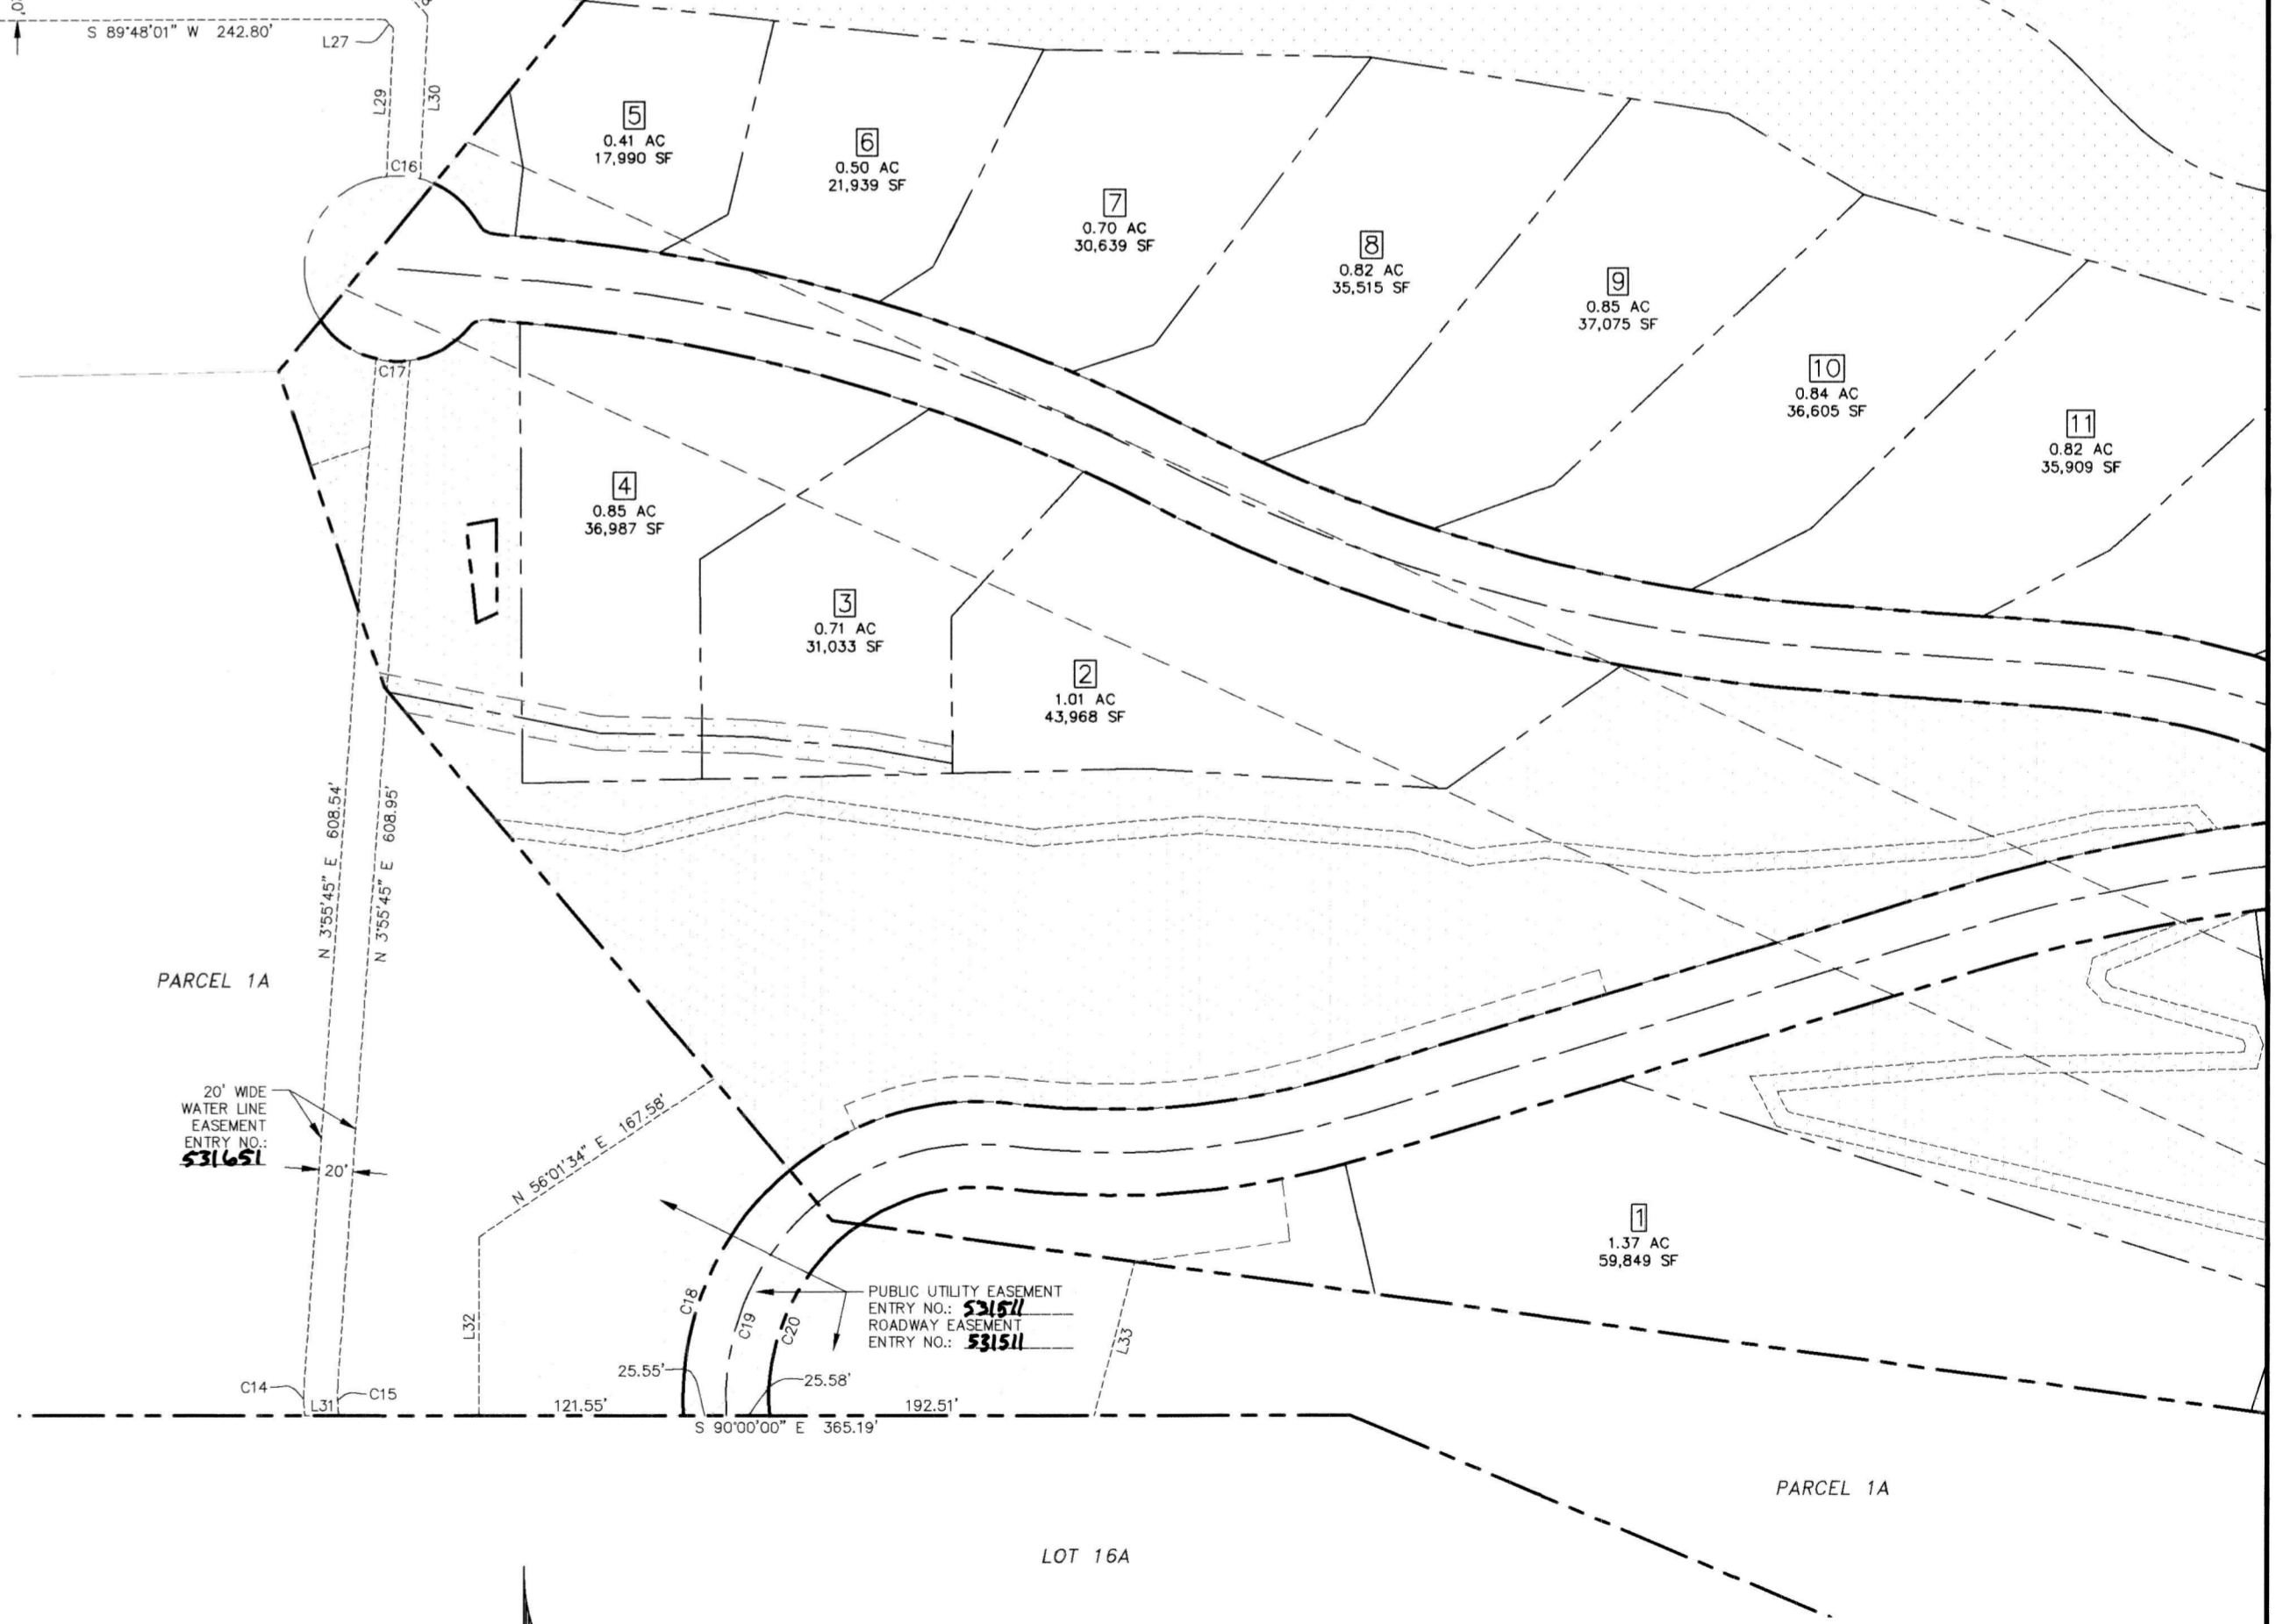 S 89°48'01" W 242.80'
L27
L29
L30
C16
5
0.41 AC
17,990 SF
6
0.50 AC
21,939 SF
7
0.70 AC
30,639 SF
8
0.82 AC
35,515 SF
9
0.85 AC
37,075 SF
10
0.84 AC
36,605 SF
11
0.82 AC
35,909 SF
C17
4
0.85 AC
36,987 SF
3
0.71 AC
31,033 SF
2
1.01 AC
43,968 SF
N 3°55'45" E 608.54'
N 3°55'45" E 608.95'
PARCEL 1A
20' WIDE
WATER LINE
EASEMENT
ENTRY NO.:
531651
20'
N 56°01'34" E 167.58'
1
1.37 AC
59,849 SF
L32
C18
C19
C20
PUBLIC UTILITY EASEMENT
ENTRY NO.: 531511
ROADWAY EASEMENT
ENTRY NO.: 531511
L33
25.55'
25.58'
C14
L31
C15
121.55'
192.51'
S 90°00'00" E 365.19'
PARCEL 1A
LOT 16A